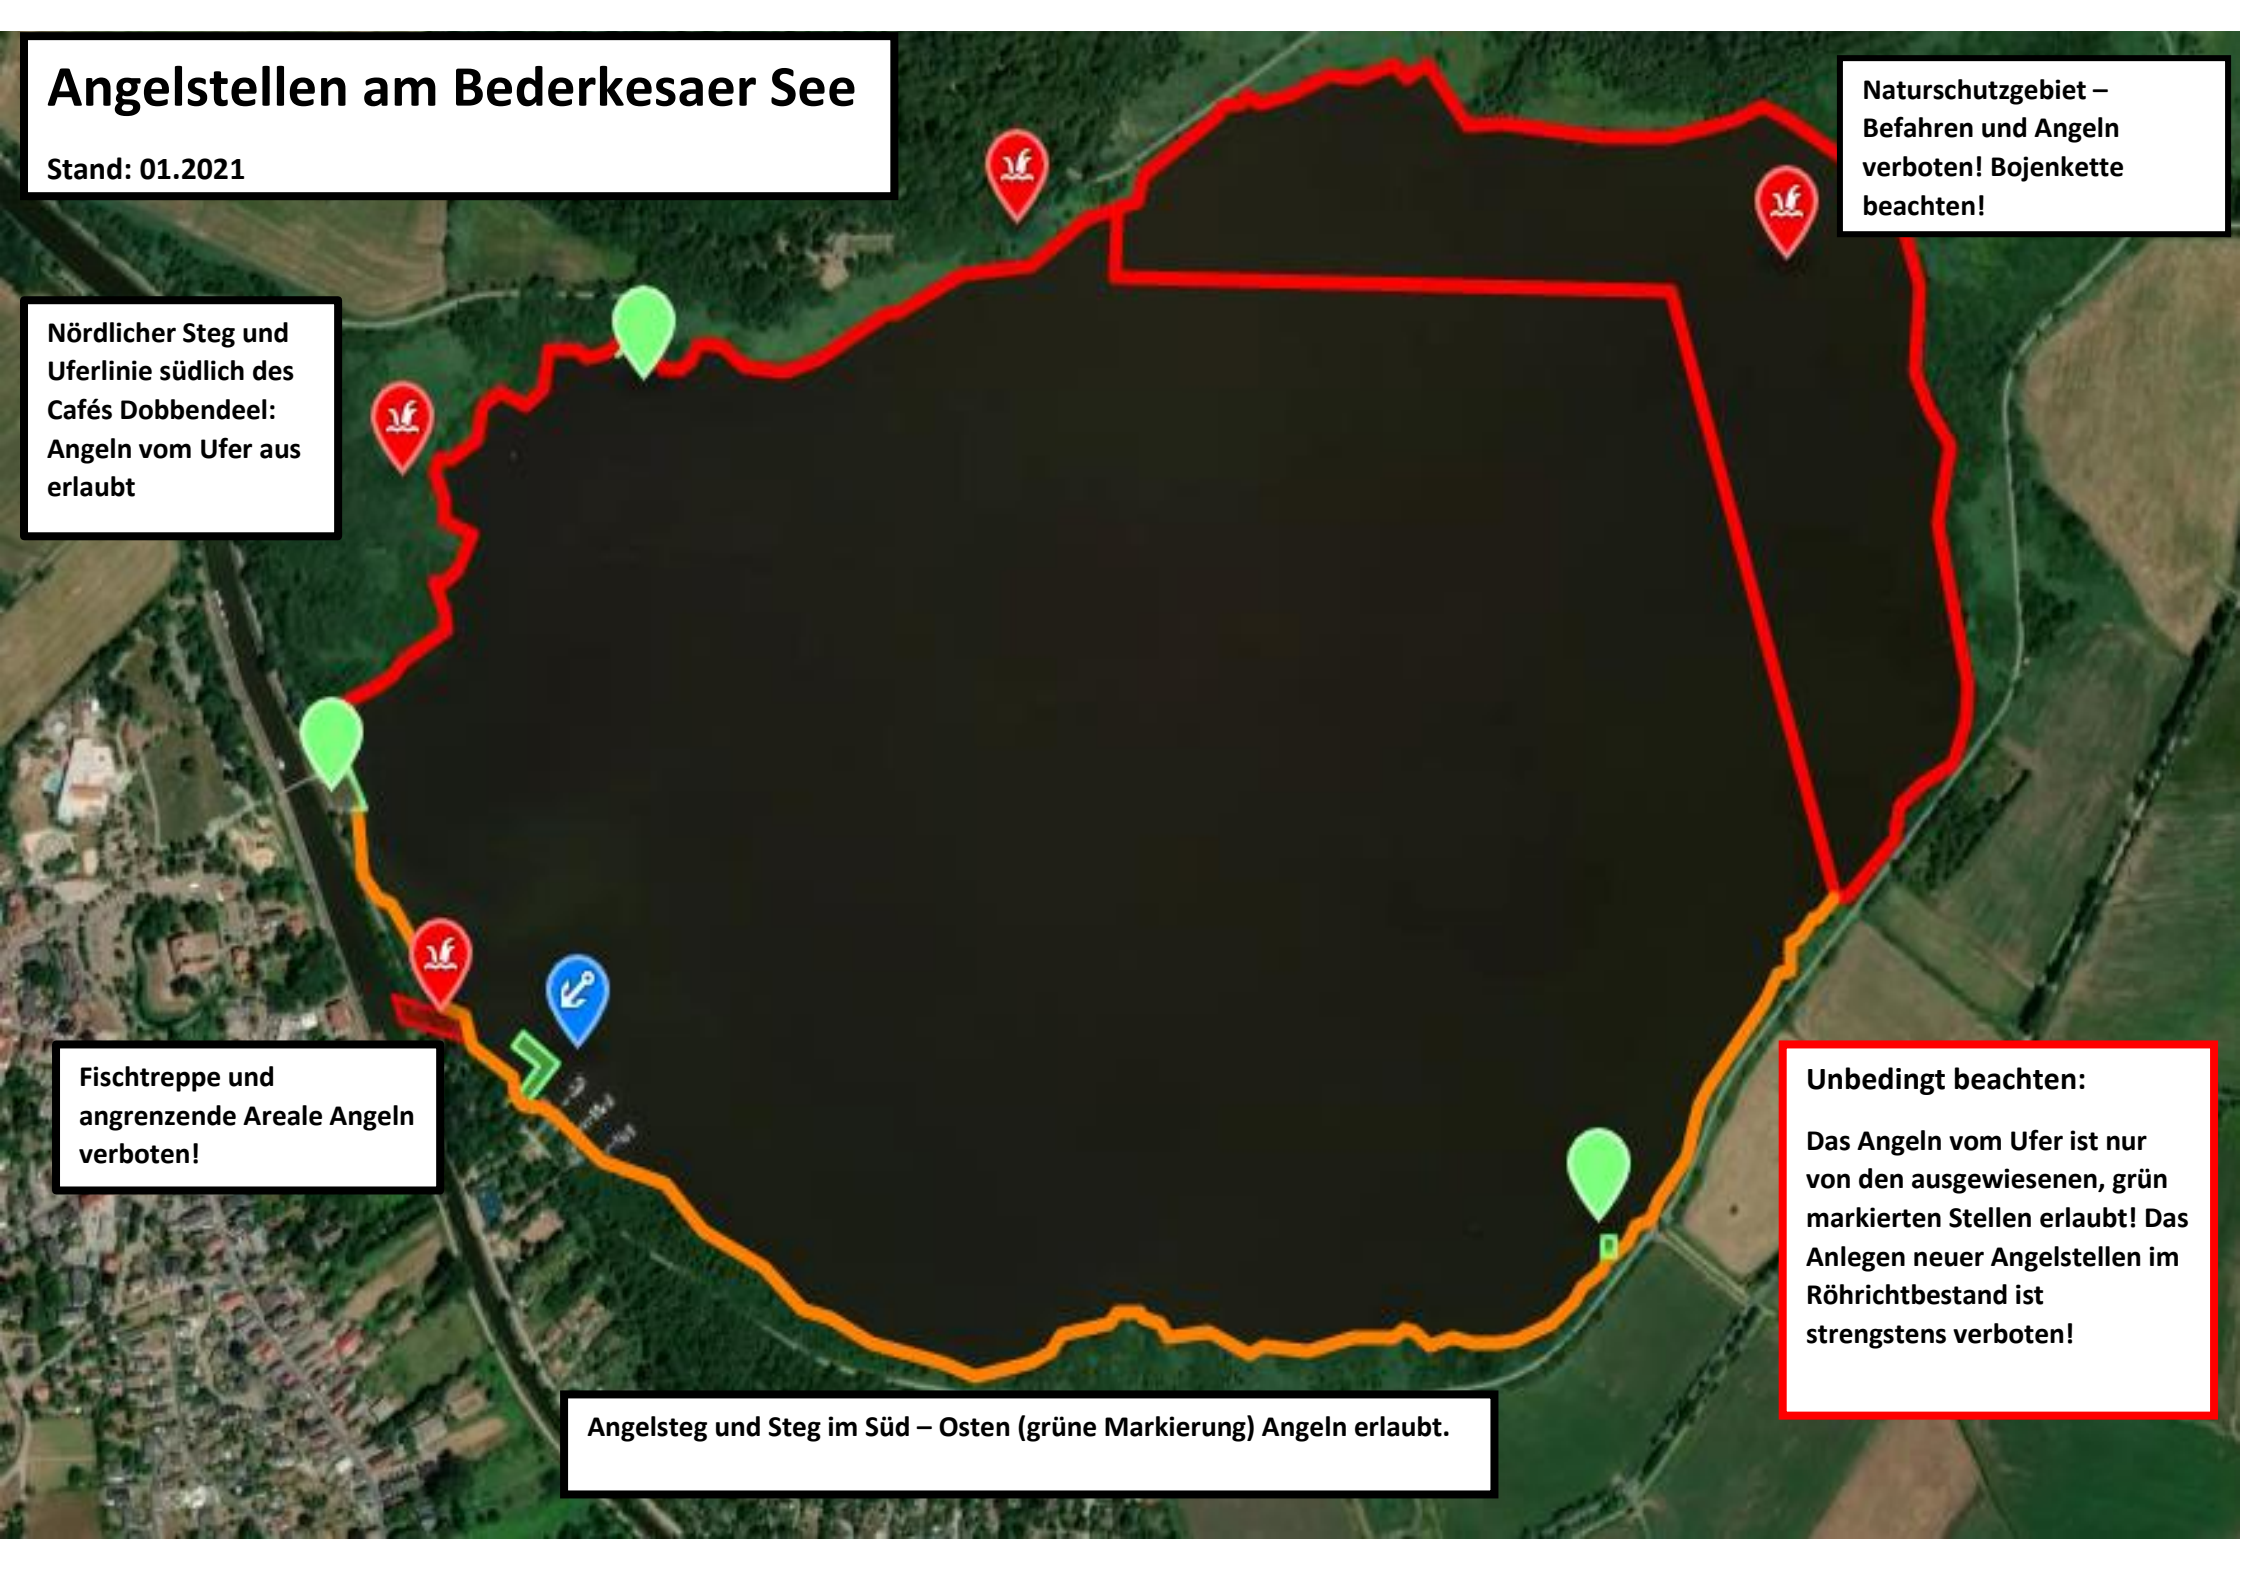 Angelstellen am Bederkesaer See
Stand: 01.2021
Naturschutzgebiet –
Befahren und Angeln
verboten! Bojenkette
beachten!
Nördlicher Steg und
Uferlinie südlich des
Cafés Dobbendeel:
Angeln vom Ufer aus
erlaubt
Fischtreppe und
angrenzende Areale Angeln
verboten!
Unbedingt beachten:
Das Angeln vom Ufer ist nur
von den ausgewiesenen, grün
markierten Stellen erlaubt! Das
Anlegen neuer Angelstellen im
Röhrichtbestand ist
strengstens verboten!
Angelsteg und Steg im Süd – Osten (grüne Markierung) Angeln erlaubt.